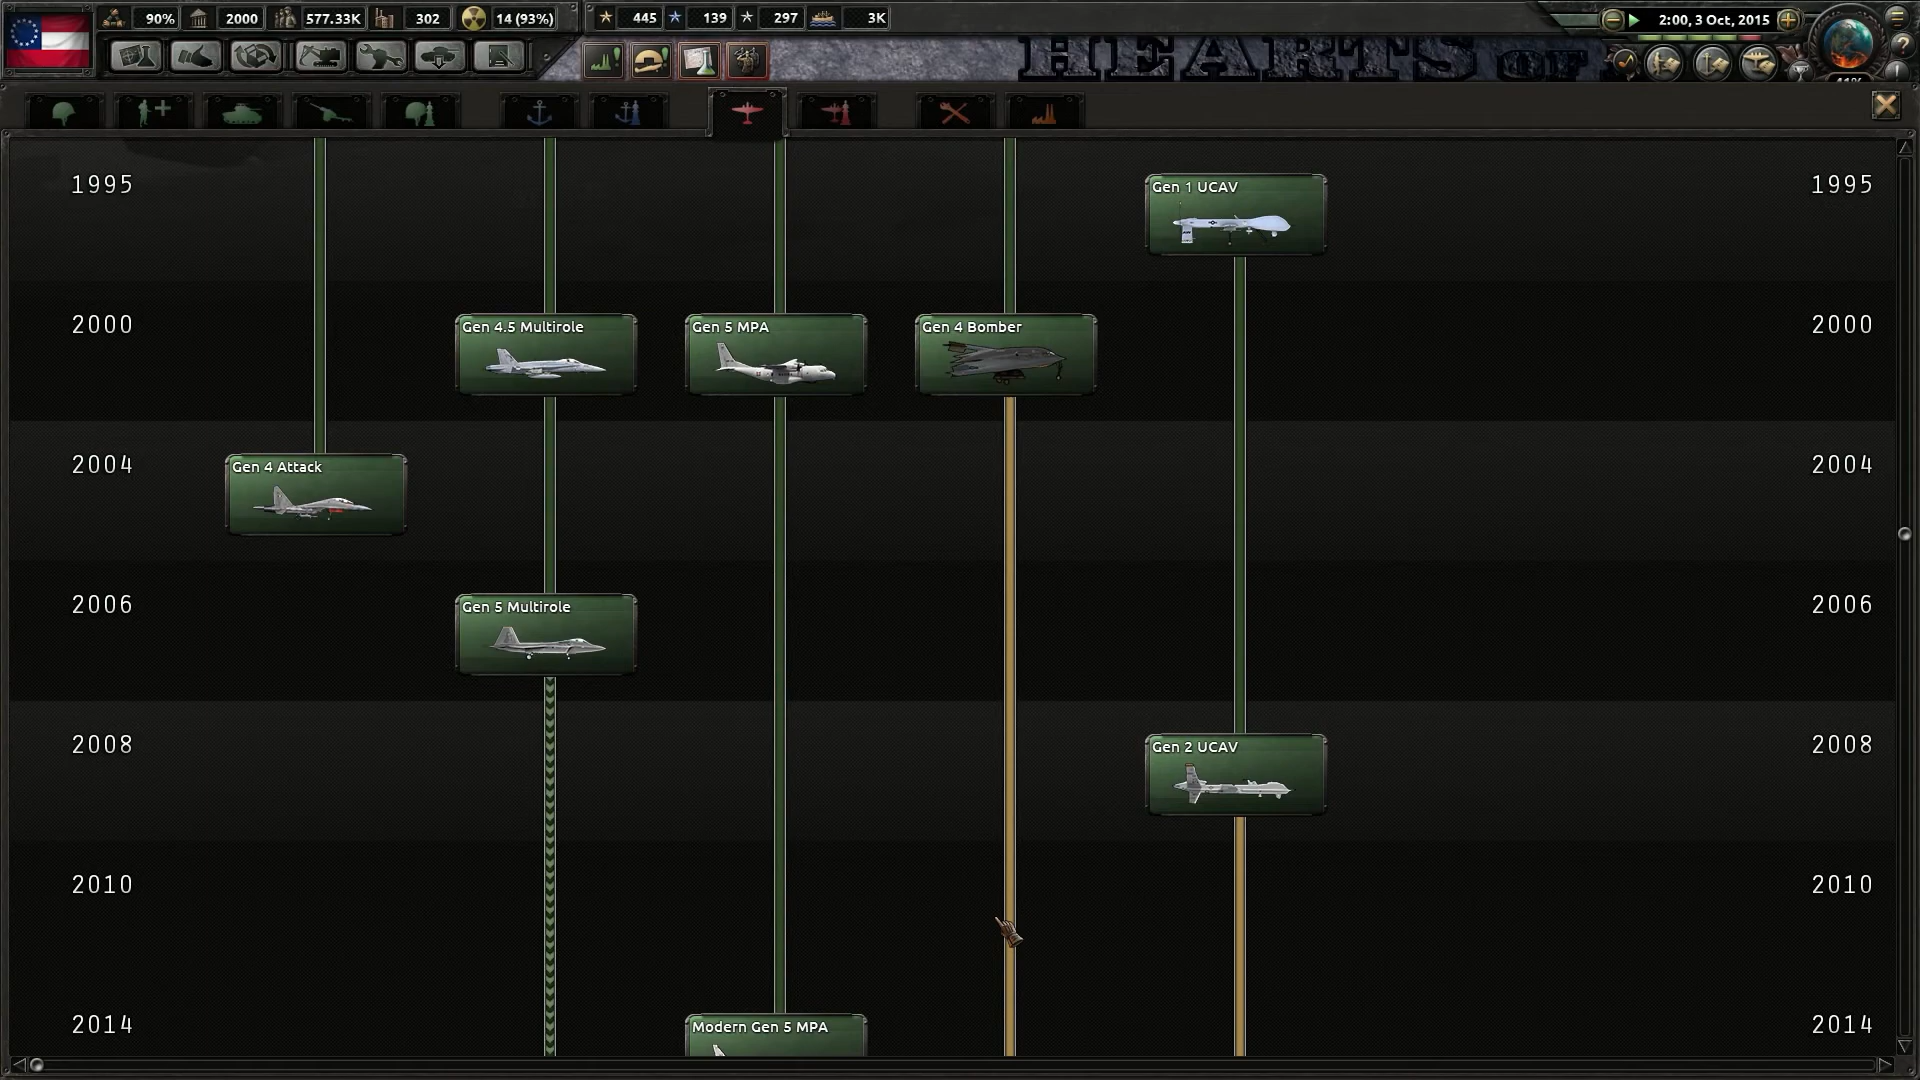 90% 2000 577.33K 302 14 (93%) 445 139 297 3K 2:00, 3 Oct, 2015
HEARTS OF
41%
1995 Gen 1 UCAV 1995
2000 Gen 4.5 Multirole Gen 5 MPA Gen 4 Bomber 2000
2004 Gen 4 Attack 2004
2006 Gen 5 Multirole 2006
2008 Gen 2 UCAV 2008
2010 2010
2014 Modern Gen 5 MPA 2014